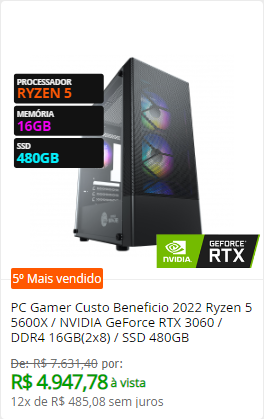 PROCESSADOR
RYZEN 5
MEMÓRIA
16GB
SSD
480GB
NVIDIA
GEFORCE
RTX
5º Mais vendido
PC Gamer Custo Beneficio 2022 Ryzen 5
5600X / NVIDIA GeForce RTX 3060 /
DDR4 16GB(2x8) / SSD 480GB
De: R$ 7.631,40 por:
R$ 4.947,78 à vista
12x de R$ 485,08 sem juros